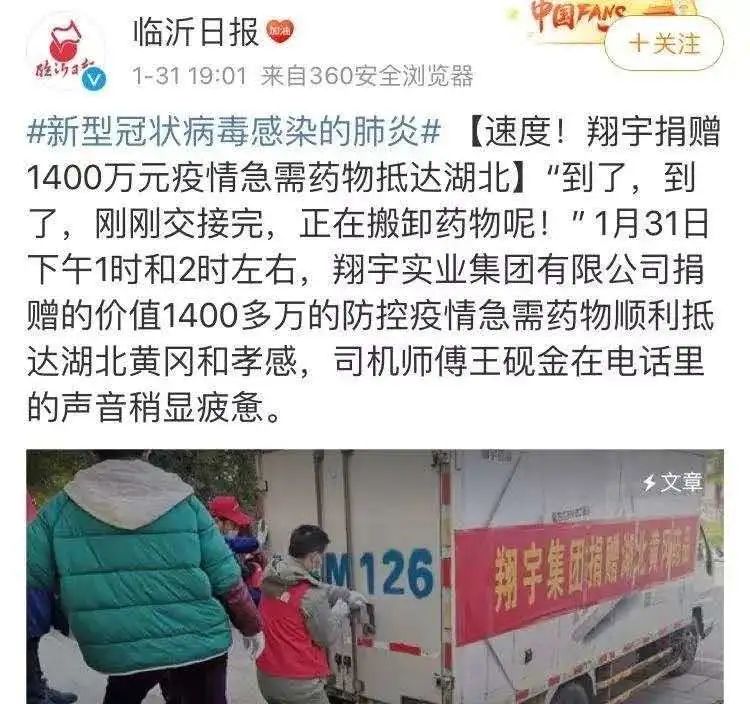 中国FANS
临沂日报
加油
+关注
临沂日报
1-31 19:01 来自360安全浏览器
#新型冠状病毒感染的肺炎# 【速度！翔宇捐赠
1400万元疫情急需药物抵达湖北】“到了，到
了，刚刚交接完，正在搬卸药物呢！” 1月31日
下午1时和2时左右，翔宇实业集团有限公司捐
赠的价值1400多万的防控疫情急需药物顺利抵
达湖北黄冈和孝感，司机师傅王砚金在电话里
的声音稍显疲惫。
文章
M126
翔宇集团捐赠湖北黄冈